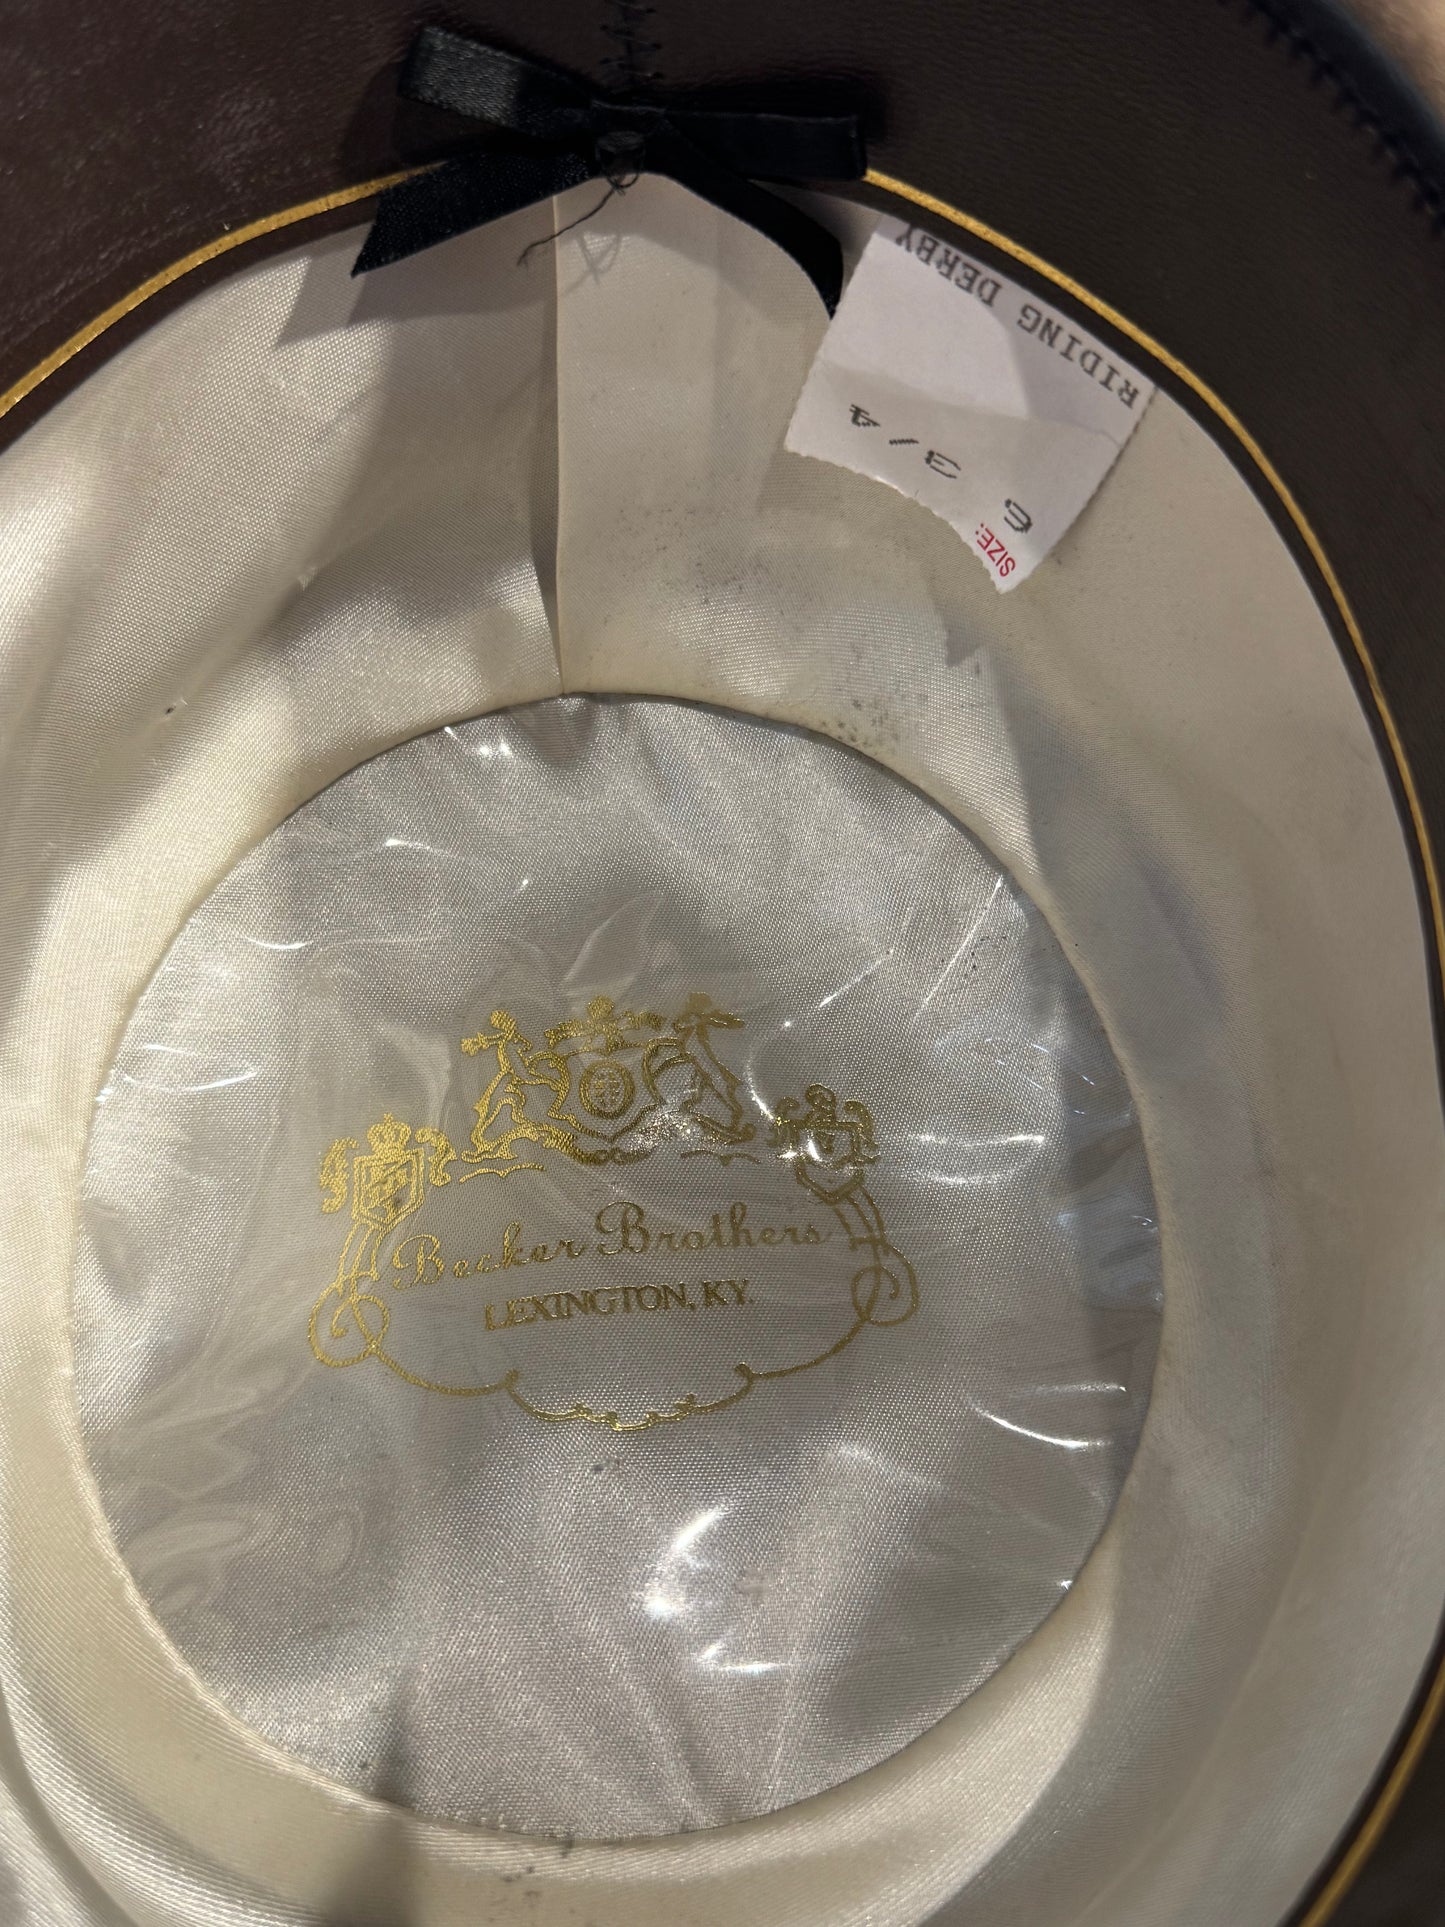 RIDING DERBY
6 3/4
SIZE:
Becker Brothers
LEXINGTON, KY.